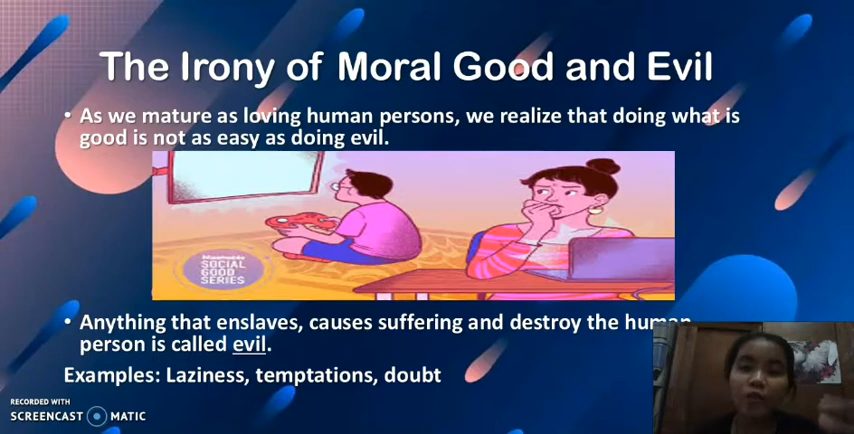 The Irony of Moral Good and Evil
• As we mature as loving human persons, we realize that doing what is
good is not as easy as doing evil.
Mashable
SOCIAL
GOOD
SERIES
• Anything that enslaves, causes suffering and destroy the human
person is called evil.
Examples: Laziness, temptations, doubt
RECORDED WITH
SCREENCAST MATIC